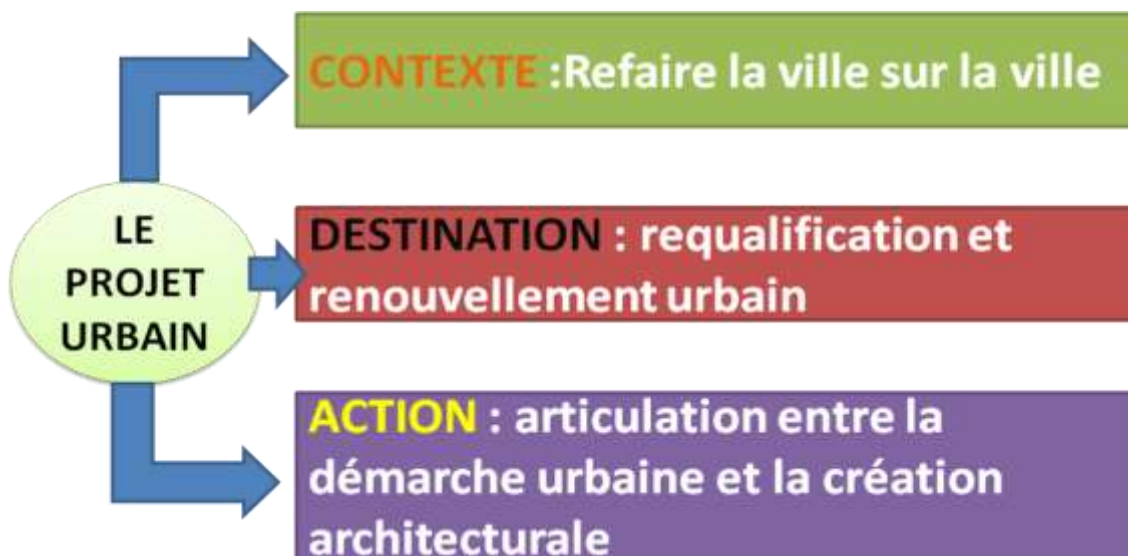 LE
PROJET
URBAIN
CONTEXTE :Refaire la ville sur la ville
DESTINATION : requalification et
renouvellement urbain
ACTION : articulation entre la
démarche urbaine et la création
architecturale